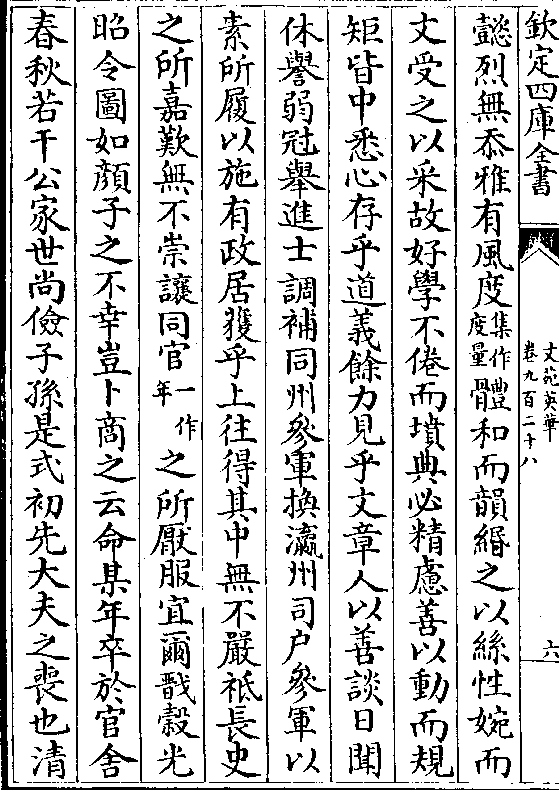 欽定四庫全書
文苑英華
卷九百二十八
六
懿烈無忝雅有風度集作體度量骨和而韻緡之以絲性婉而
文受之以采故好學不倦而墳典必精慮善以動而規
矩皆中悉心存乎道義餘力見乎文章人以善談日聞
休譽弱冠舉進士調補同州參軍換瀛州司户參軍以
素所履以施有政居獲乎上往得其中無不嚴祗長史
之所嘉歎無不崇讓同官一作年之所厭服宜爾戩穀光
昭令圖如顔子之不幸豈卜商之云命某年卒於官舍
春秋若干公家世尚儉子孫是式初先大夫之喪也清